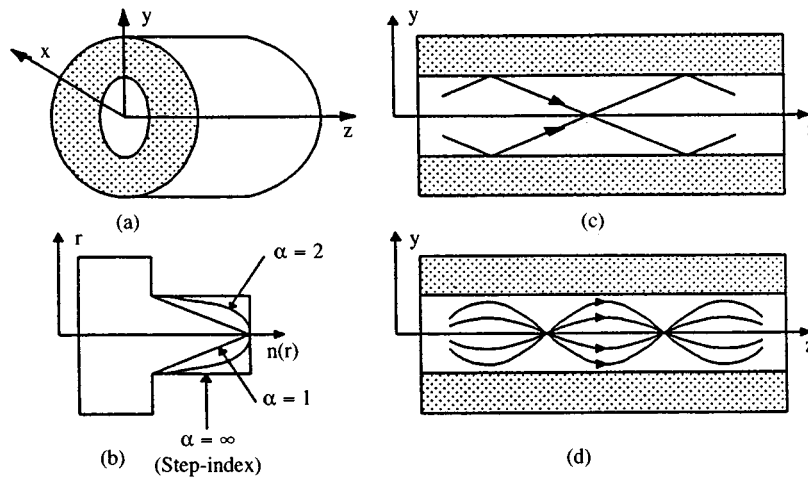 y
x
z
(a)
y
(c)
r
α = 2
n(r)
α = 1
α = ∞
(Step-index)
(b)
y
z
(d)